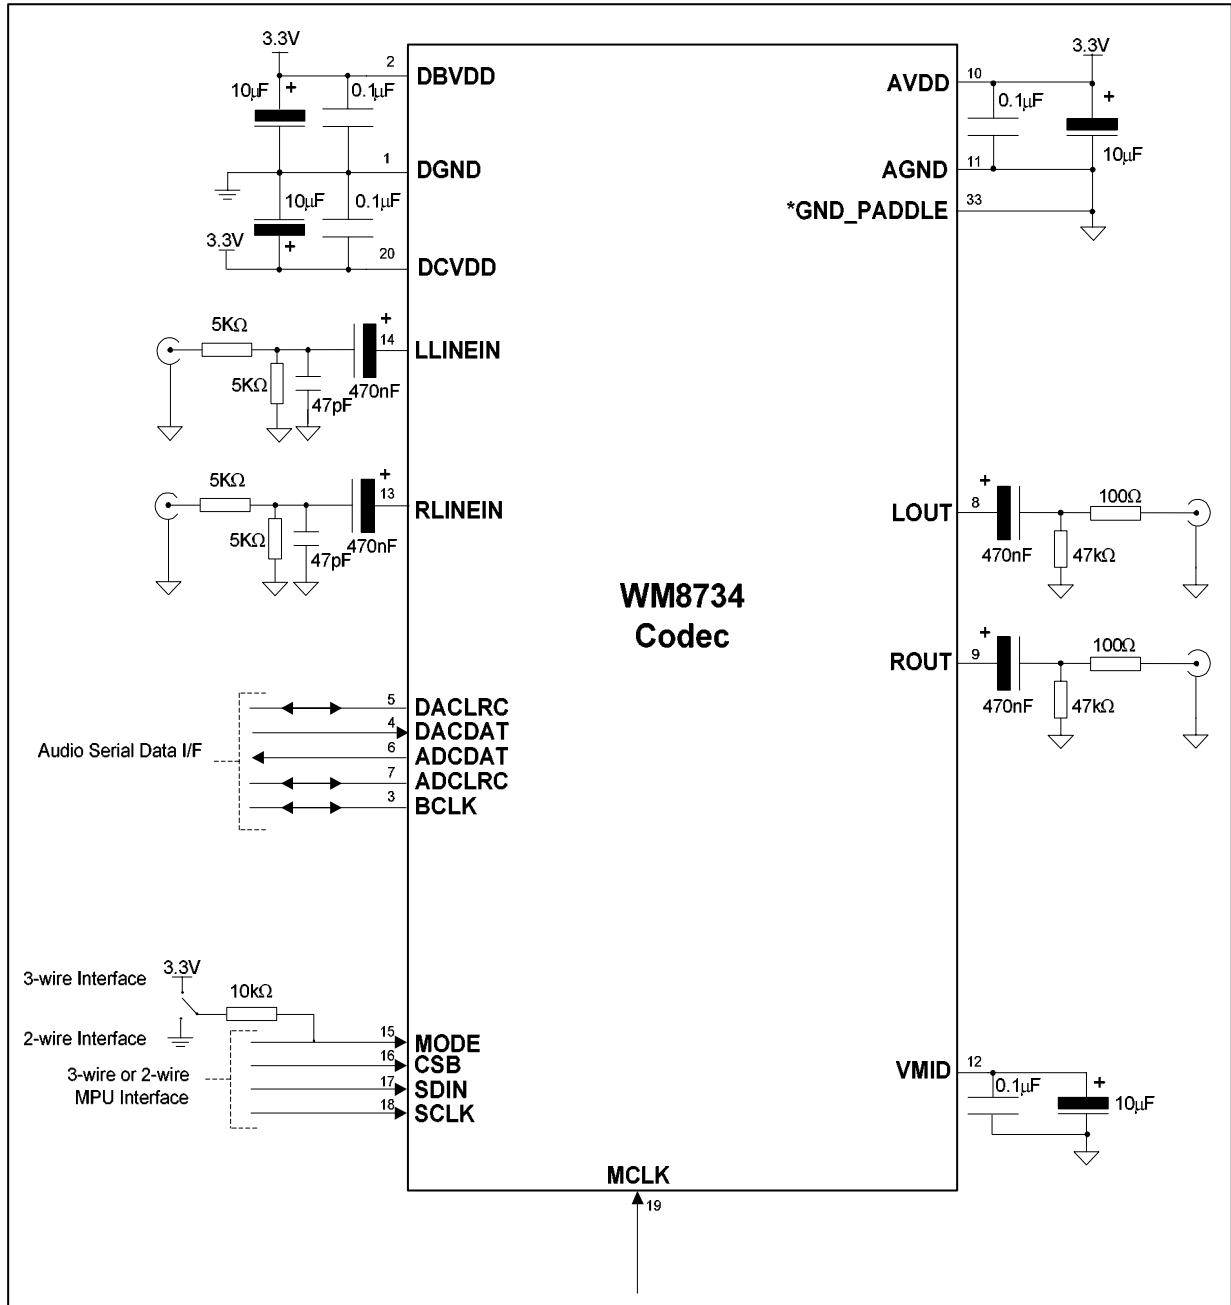 3.3V
2
DBVDD
10µF
+
0.1µF
1
DGND
10µF
0.1µF
3.3V
+
20
DCVDD
3.3V
10
AVDD
0.1µF
+
10µF
11
AGND
33
*GND_PADDLE
5KΩ
+
14
LLINEIN
5KΩ
47pF
470nF
5KΩ
+
13
RLINEIN
5KΩ
47pF
470nF
LOUT
8
+
470nF
100Ω
47kΩ
WM8734
Codec
ROUT
9
+
470nF
100Ω
47kΩ
Audio Serial Data I/F
5
DACLRC
4
DACDAT
6
ADCDAT
7
ADCLRC
3
BCLK
3-wire Interface
3.3V
10kΩ
2-wire Interface
15
MODE
16
CSB
3-wire or 2-wire
MPU Interface
17
SDIN
18
SCLK
VMID
12
0.1µF
+
10µF
MCLK
19